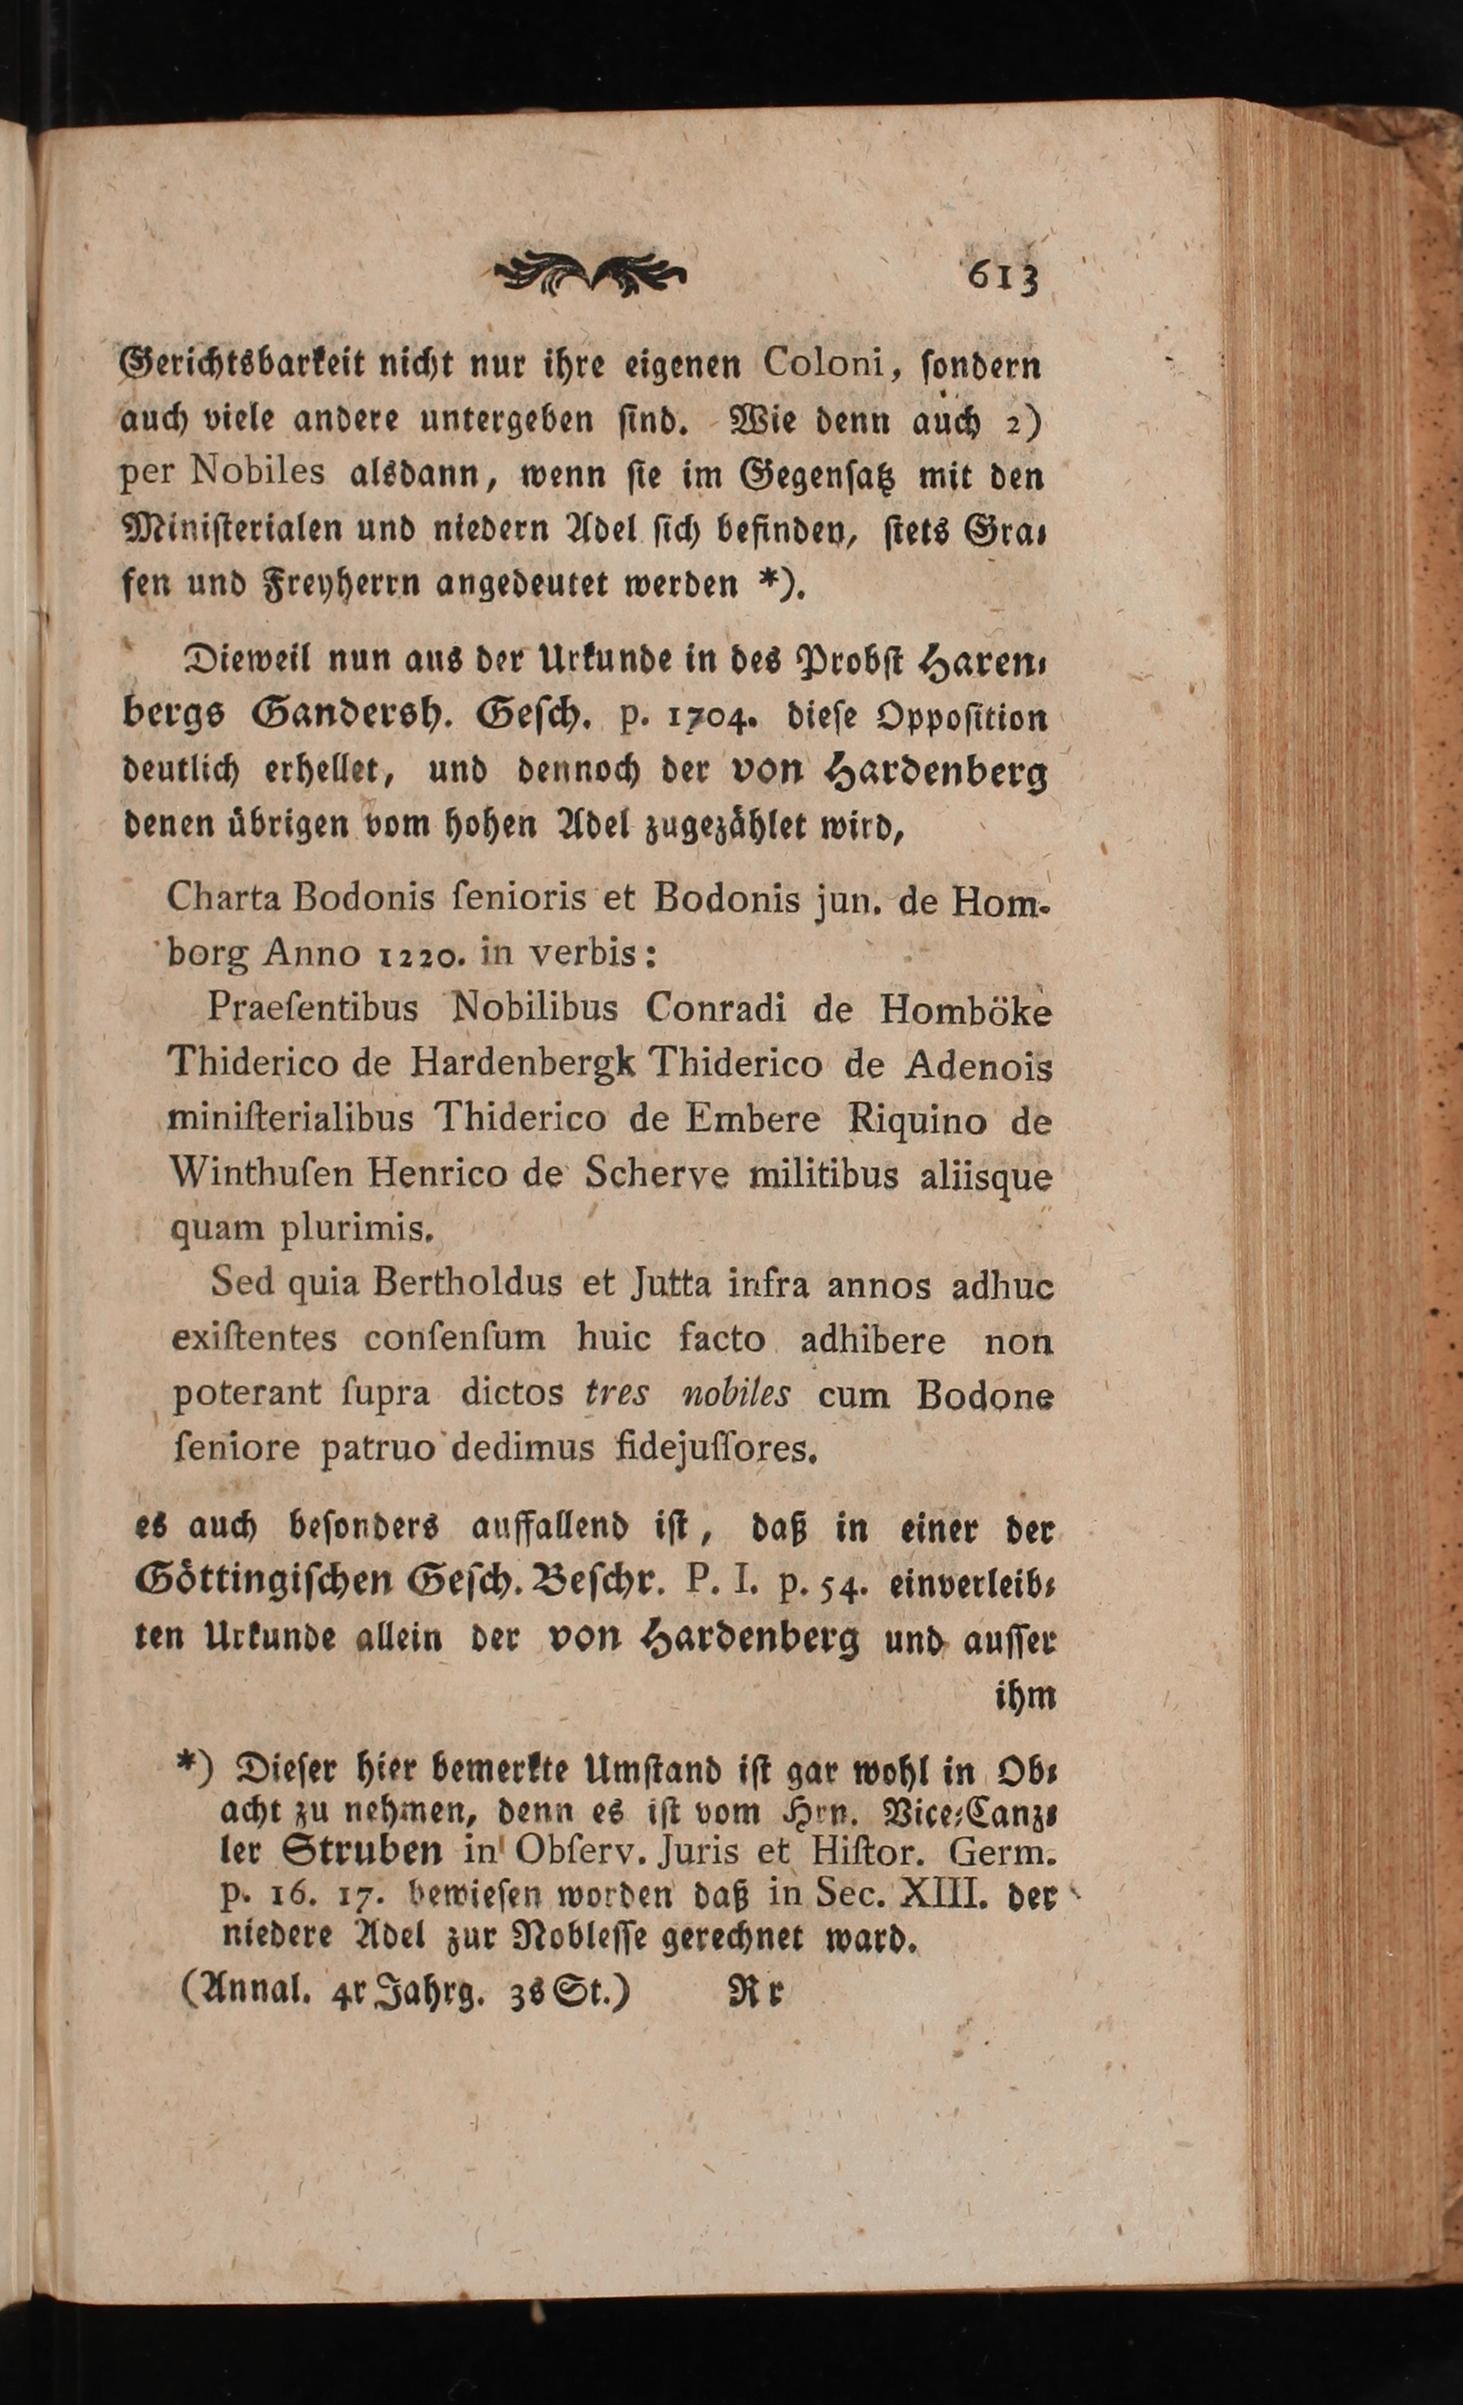 613
Gerichtsbarkeit nicht nur ihre eigenen Coloni, ſondern
auch viele andere untergeben ſind. Wie denn auch 2)
per Nobiles alsdann, wenn ſie im Gegenſatz mit den
Miniſterialen und niedern Adel ſich befinden, ſtets Gra⸗
fen und Freyherrn angedeutet werden *).
Dieweil nun aus der Urkunde in des Probſt Haren⸗
bergs Gandersh. Geſch. p. 1704. dieſe Oppoſition
deutlich erhellet, und dennoch der von Hardenberg
denen uͤbrigen vom hohen Adel zugezaͤhlet wird,
Charta Bodonis ſenioris et Bodonis jun. de Hom-
borg Anno 1220. in verbis:
Praeſentibus Nobilibus Conradi de Homböke
Thiderico de Hardenbergk Thiderico de Adenois
miniſterialibus Thiderico de Embere Riquino de
Winthuſen Henrico de Scherve militibus aliisque
quam plurimis.
Sed quia Bertholdus et Jutta infra annos adhuc
exiſtentes conſenſum huic facto adhibere non
poterant ſupra dictos tres nobiles cum Bodone
ſeniore patruo dedimus fidejuſſores.
es auch beſonders auffallend iſt, daß in einer der
Goͤttingiſchen Geſch. Beſchr. P. I. p. 54. einverleib⸗
ten Urkunde allein der von Hardenberg und auſſer
ihm
*) Dieſer hier bemerkte Umſtand iſt gar wohl in Ob⸗
acht zu nehmen, denn es iſt vom Hrn. Vice⸗Canz⸗
ler Struben in Obſerv. Juris et Hiſtor. Germ.
p. 16. 17. bewieſen worden daß in Sec. XIII. der
niedere Adel zur Nobleſſe gerechnet ward.
(Annal. 4r Jahrg. 3s St.) Rr